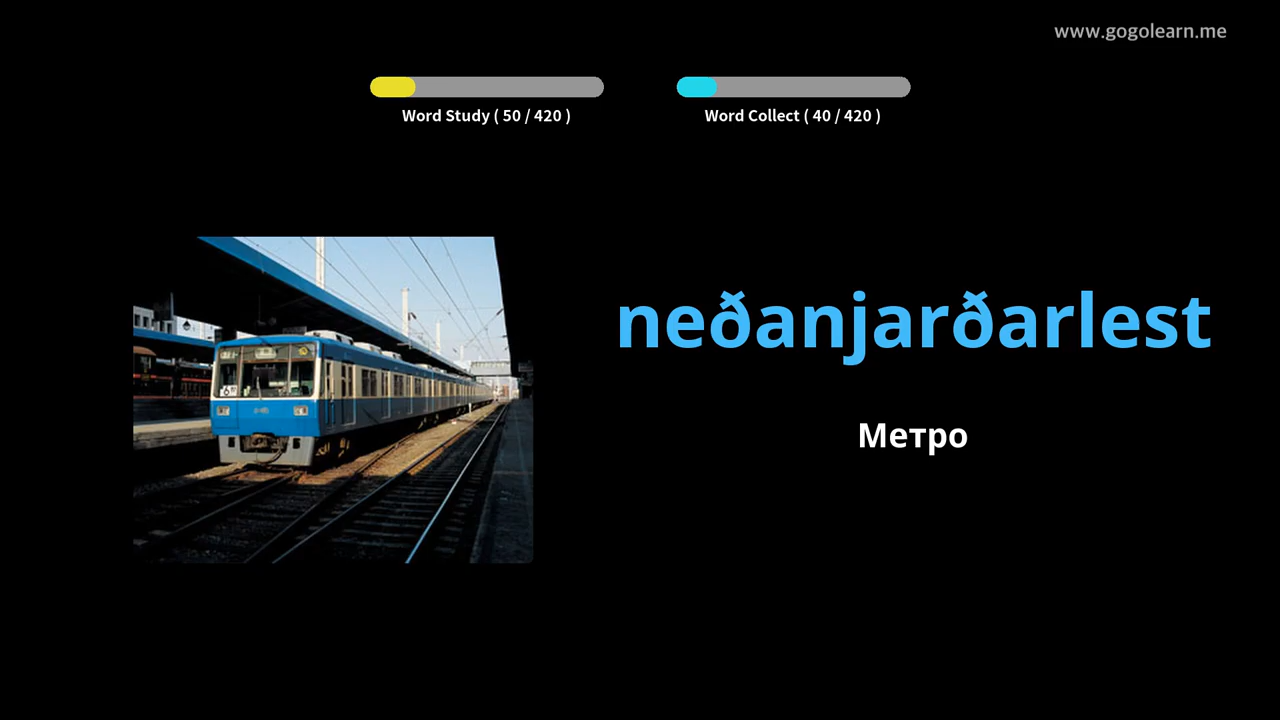 www.gogolearn.me
Word Study ( 50 / 420 )
Word Collect ( 40 / 420 )
neðanjarðarlest
Метро